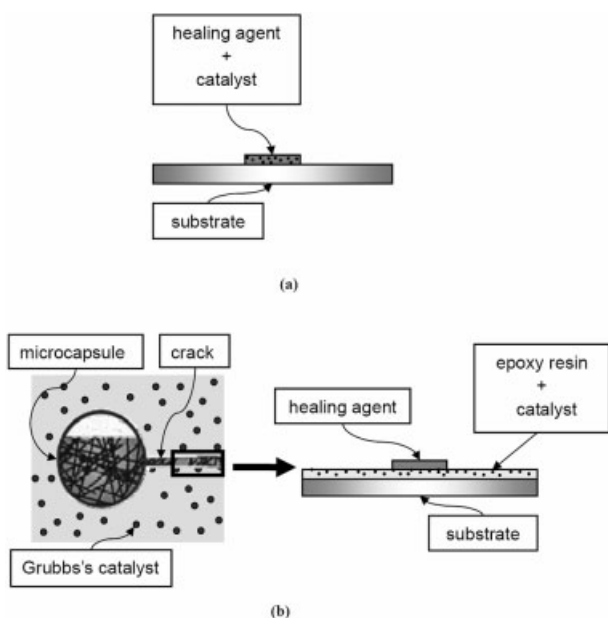 healing agent
+
catalyst
substrate
(a)
microcapsule
crack
healing agent
epoxy resin
+
catalyst
substrate
Grubbs's catalyst
(b)